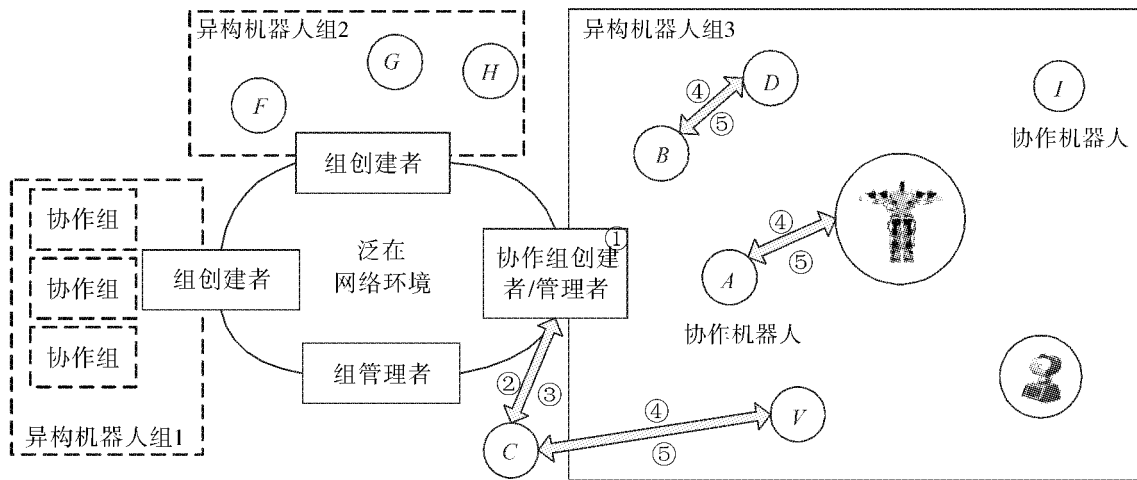 异构机器人组2
G
H
F
组创建者
协作组
协作组
协作组
组创建者
异构机器人组1
泛在
网络环境
组管理者
①
协作组创建
者/管理者
②
③
C
异构机器人组3
④
⑤
D
B
I
协作机器人
④
⑤
A
协作机器人
④
⑤
V